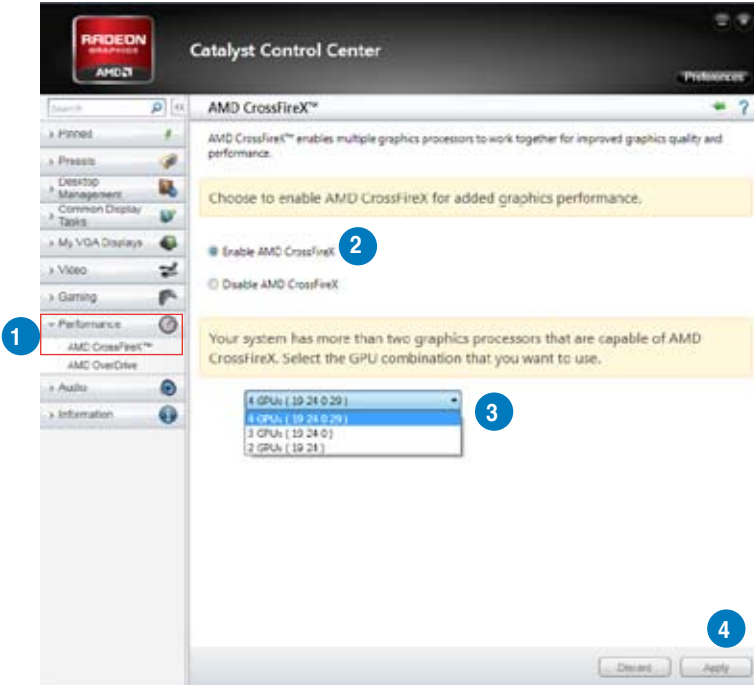 RADEON
GRAPHICS
AMD
Catalyst Control Center
Preferences
Search
AMD CrossFireX™
?
Pinned
Presets
Desktop
Management
Common Display
Tasks
My VGA Displays
Video
Gaming
1
Performance
AMD CrossFireX™
AMD OverDrive
Audio
Information
AMD CrossFireX™ enables multiple graphics processors to work together for improved graphics quality and
performance.
Choose to enable AMD CrossFireX for added graphics performance.
Enable AMD CrossFireX
2
Disable AMD CrossFireX
Your system has more than two graphics processors that are capable of AMD
CrossFireX. Select the GPU combination that you want to use.
4 GPUs ( 19 24 0 29 )
3
4 GPUs ( 19 24 0 29 )
3 GPUs ( 19 24 0 )
2 GPUs ( 19 24 )
4
Discard
Apply